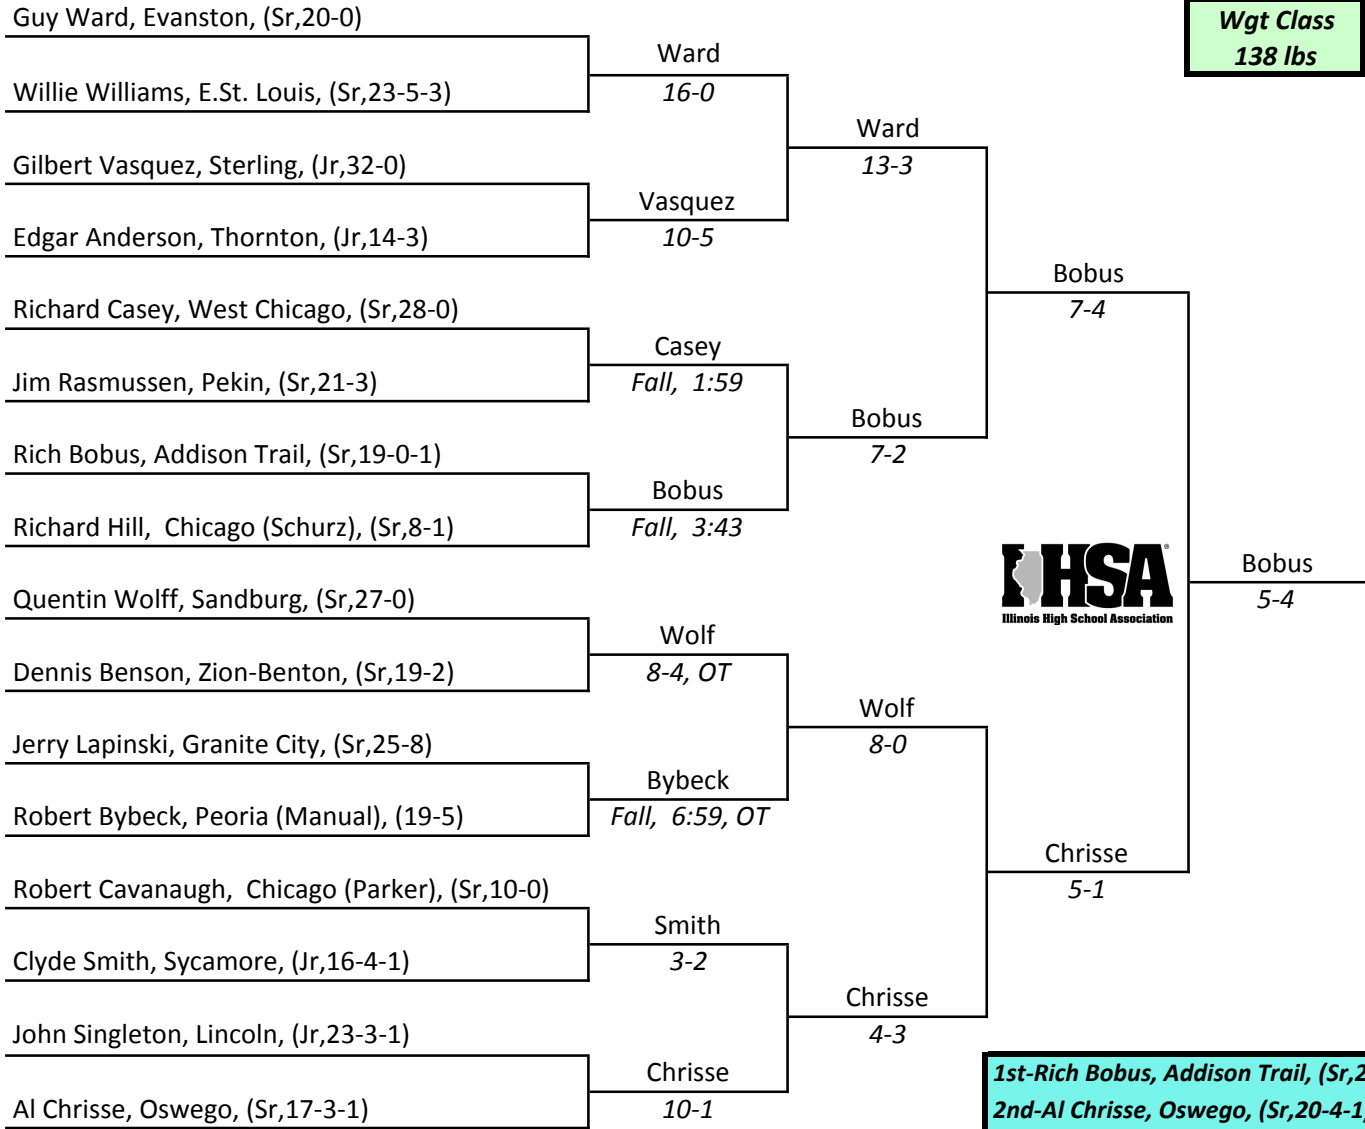 Guy Ward, Evanston, (Sr,20-0)
Wgt Class
138 lbs
Ward
Willie Williams, E.St. Louis, (Sr,23-5-3)
16-0
Ward
Gilbert Vasquez, Sterling, (Jr,32-0)
13-3
Vasquez
Edgar Anderson, Thornton, (Jr,14-3)
10-5
Bobus
Richard Casey, West Chicago, (Sr,28-0)
7-4
Casey
Jim Rasmussen, Pekin, (Sr,21-3)
Fall, 1:59
Bobus
Rich Bobus, Addison Trail, (Sr,19-0-1)
7-2
Bobus
Richard Hill, Chicago (Schurz), (Sr,8-1)
Fall, 3:43
IHSA®
Illinois High School Association
Bobus
5-4
Quentin Wolff, Sandburg, (Sr,27-0)
Wolf
Dennis Benson, Zion-Benton, (Sr,19-2)
8-4, OT
Wolf
Jerry Lapinski, Granite City, (Sr,25-8)
8-0
Bybeck
Robert Bybeck, Peoria (Manual), (19-5)
Fall, 6:59, OT
Chrisse
Robert Cavanaugh, Chicago (Parker), (Sr,10-0)
5-1
Smith
Clyde Smith, Sycamore, (Jr,16-4-1)
3-2
Chrisse
John Singleton, Lincoln, (Jr,23-3-1)
4-3
Chrisse
Al Chrisse, Oswego, (Sr,17-3-1)
10-1
1st-Rich Bobus, Addison Trail, (Sr,2
2nd-Al Chrisse, Oswego, (Sr,20-4-1)